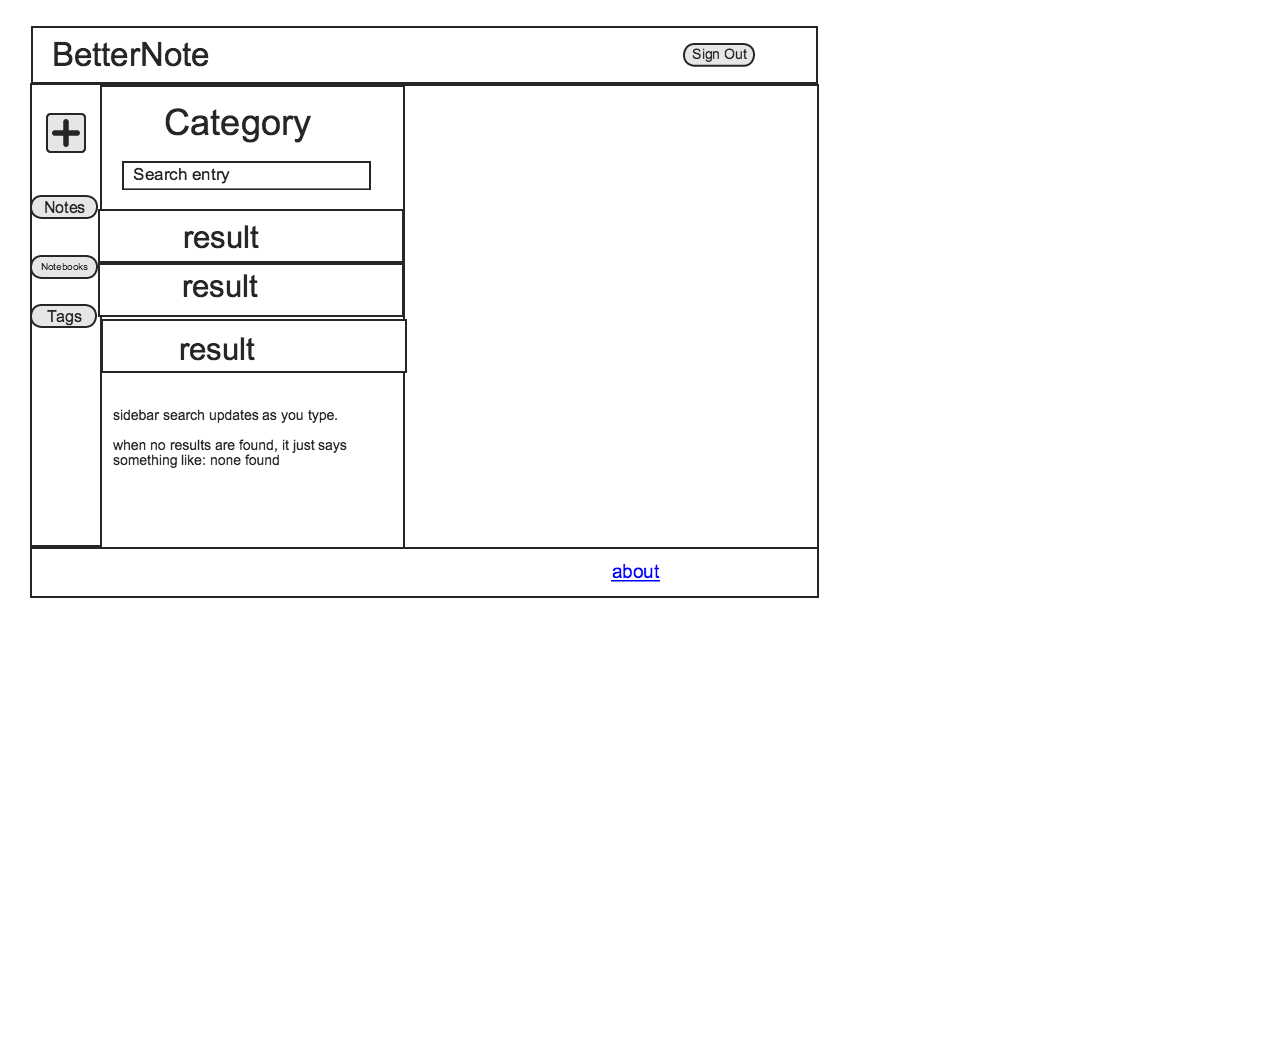 BetterNote
Sign Out
Category
Search entry
Notes
result
Notebooks
result
Tags
result
sidebar search updates as you type.
when no results are found, it just says
something like: none found
about